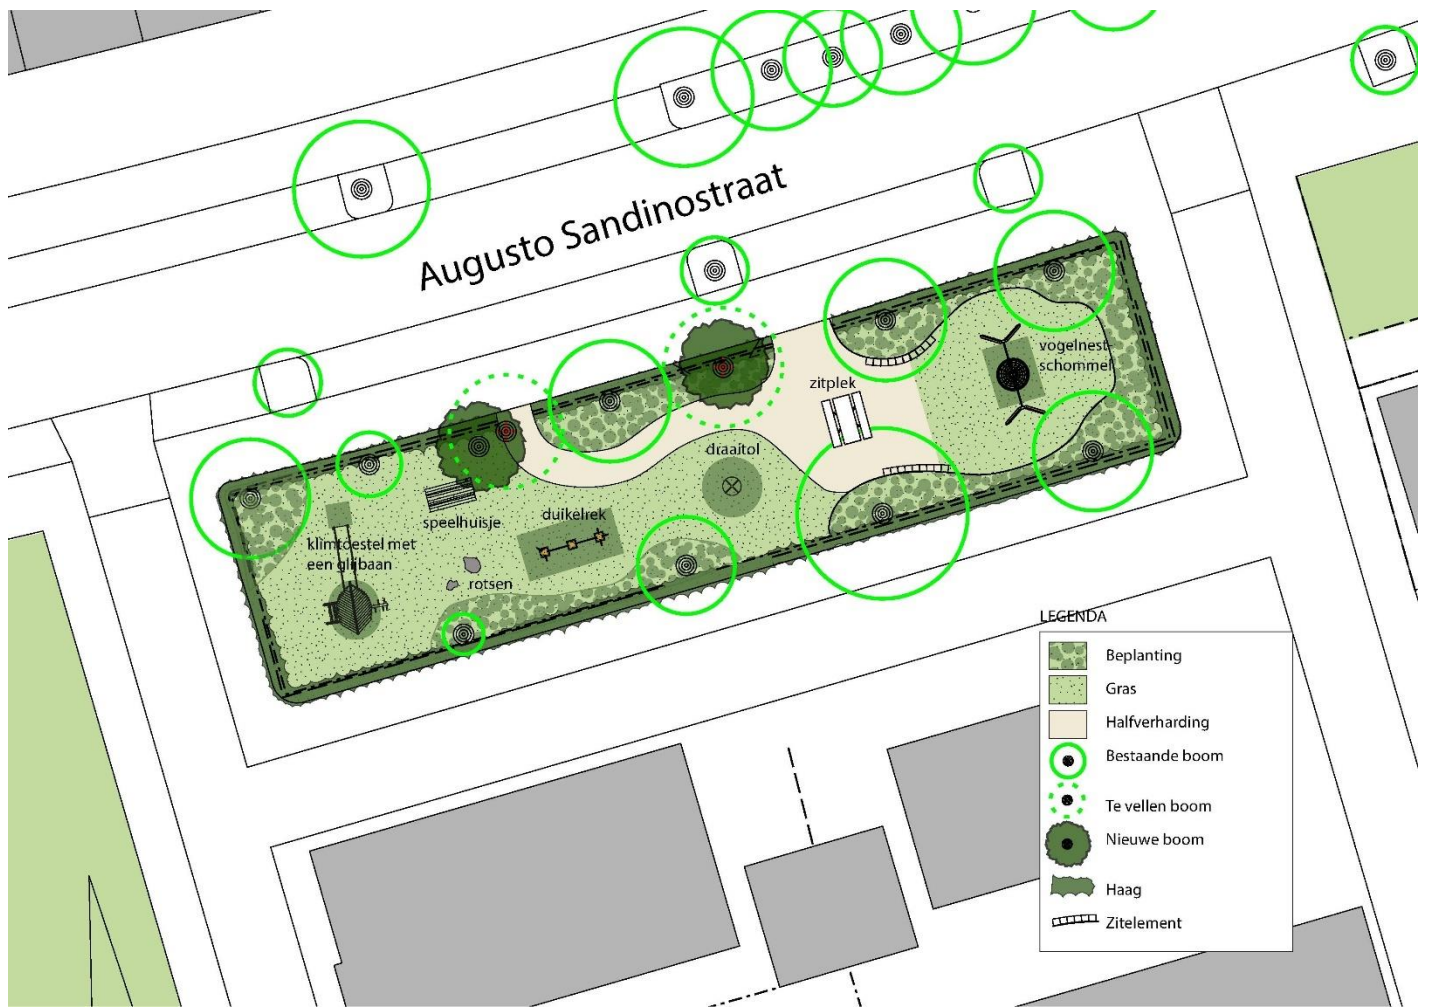 Augusto Sandinostraat
vogelnest-
schommel
zitplek
draaitol
speelhuisje
duikelrek
klimtoestel met
een glijbaan
rotsen
LEGENDA
Beplanting
Gras
Halfverharding
Bestaande boom
Te vellen boom
Nieuwe boom
Haag
Zitelement